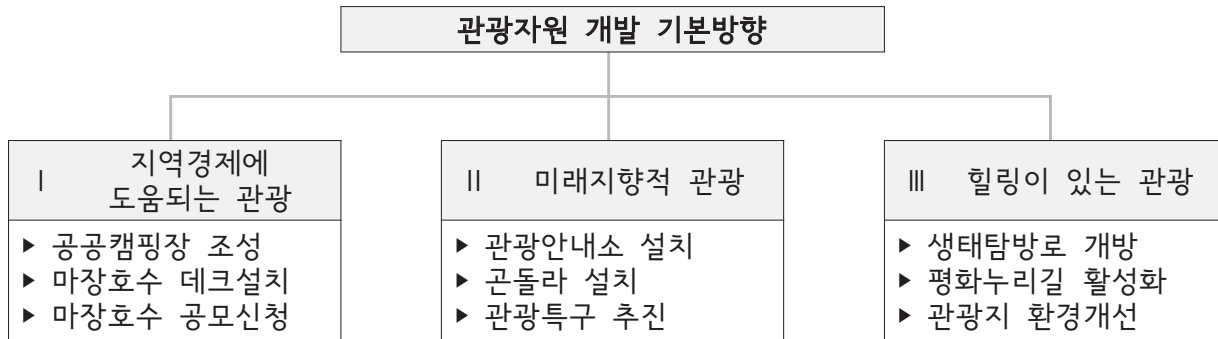 관광자원 개발 기본방향
Ⅰ 지역경제에
도움되는 관광
▶ 공공캠핑장 조성
▶ 마장호수 데크설치
▶ 마장호수 공모신청
Ⅱ 미래지향적 관광
▶ 관광안내소 설치
▶ 곤돌라 설치
▶ 관광특구 추진
Ⅲ 힐링이 있는 관광
▶ 생태탐방로 개방
▶ 평화누리길 활성화
▶ 관광지 환경개선